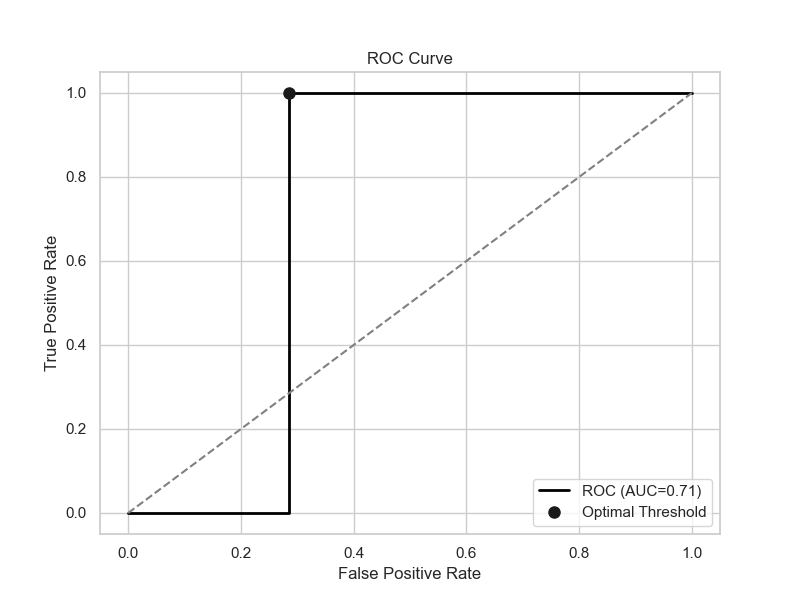 ROC Curve
1.0
0.8
0.6
0.4
0.2
0.0
True Positive Rate
0.0 0.2 0.4 0.6 0.8 1.0
False Positive Rate
ROC (AUC=0.71)
Optimal Threshold